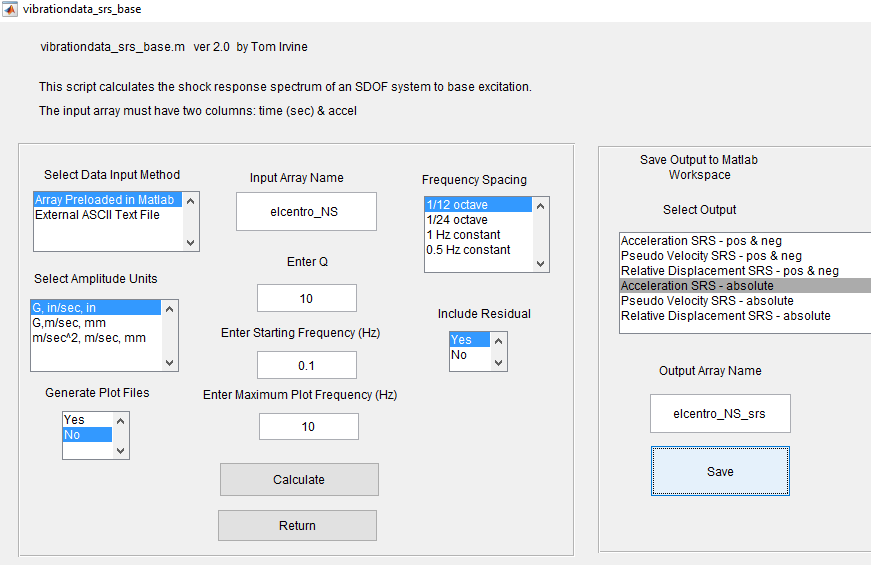 vibrationdata_srs_base
vibrationdata_srs_base.m ver 2.0 by Tom Irvine
This script calculates the shock response spectrum of an SDOF system to base excitation.
The input array must have two columns: time (sec) & accel
Select Data Input Method
Array Preloaded in Matlab
External ASCII Text File
Select Amplitude Units
G, in/sec, in
G,m/sec, mm
m/sec^2, m/sec, mm
Generate Plot Files
Yes
No
Input Array Name
elcentro_NS
Enter Q
10
Enter Starting Frequency (Hz)
0.1
Enter Maximum Plot Frequency (Hz)
10
Calculate
Return
Frequency Spacing
1/12 octave
1/24 octave
1 Hz constant
0.5 Hz constant
Include Residual
Yes
No
Save Output to Matlab
Workspace
Select Output
Acceleration SRS - pos & neg
Pseudo Velocity SRS - pos & neg
Relative Displacement SRS - pos & neg
Acceleration SRS - absolute
Pseudo Velocity SRS - absolute
Relative Displacement SRS - absolute
Output Array Name
elcentro_NS_srs
Save